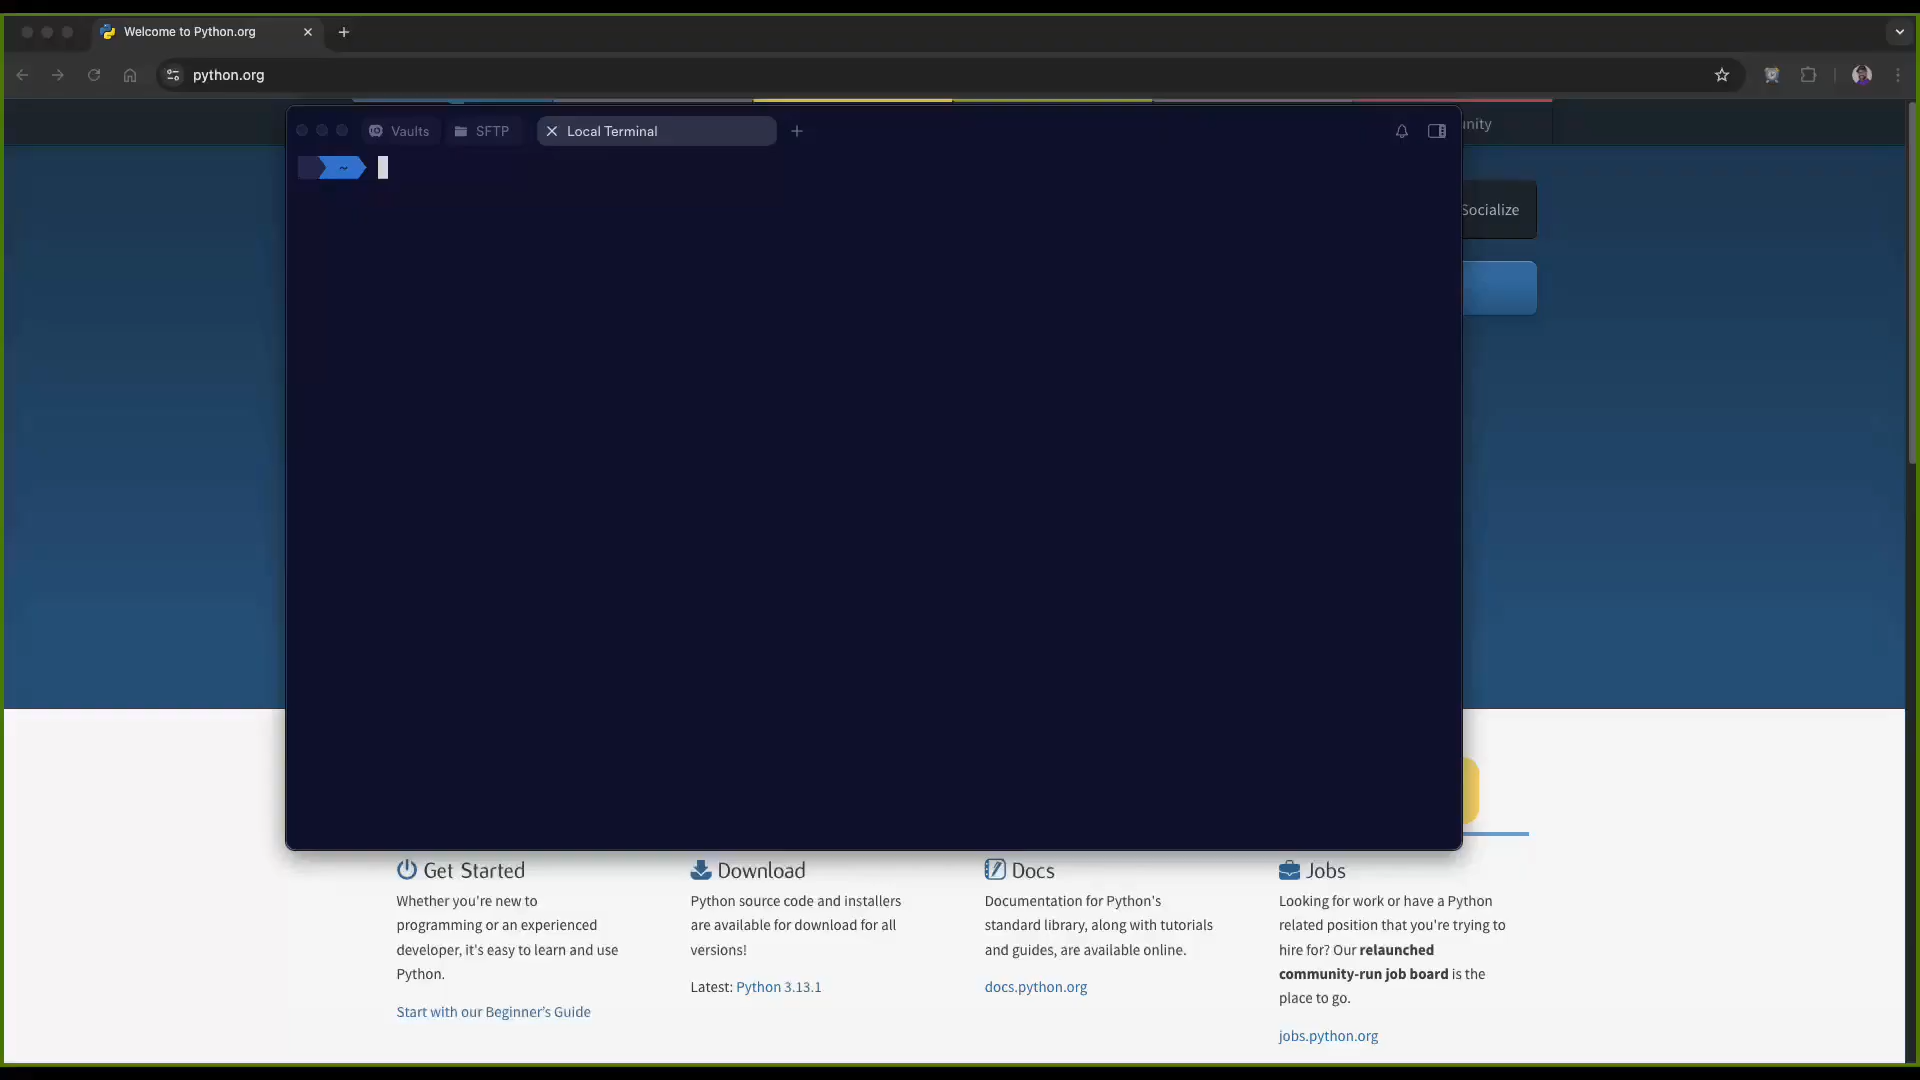 Welcome to Python.org
python.org
Vaults
SFTP
Local Terminal
unity
~
Socialize
Get Started
Whether you're new to
programming or an experienced
developer, it's easy to learn and use
Python.
Start with our Beginner's Guide
Download
Python source code and installers
are available for download for all
versions!
Latest: Python 3.13.1
Docs
Documentation for Python's
standard library, along with tutorials
and guides, are available online.
docs.python.org
Jobs
Looking for work or have a Python
related position that you're trying to
hire for? Our relaunched
community-run job board is the
place to go.
jobs.python.org